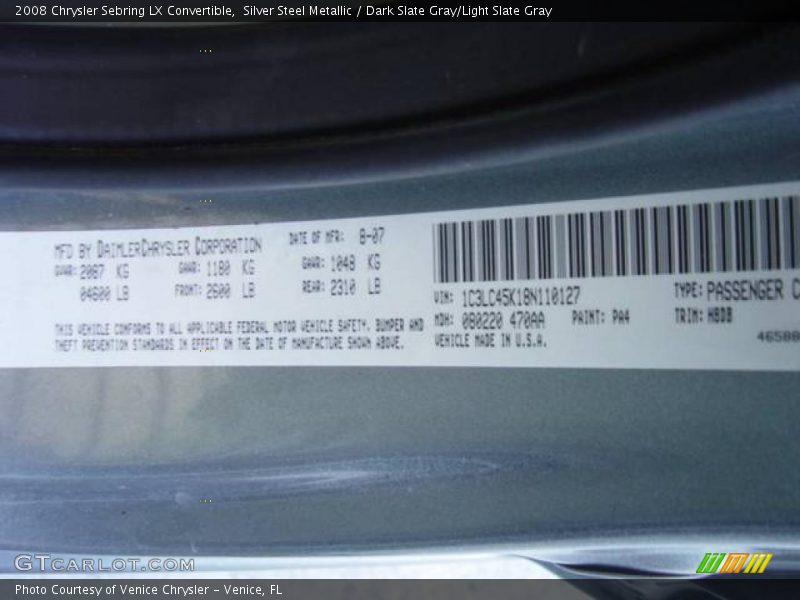 2008 Chrysler Sebring LX Convertible,  Silver Steel Metallic / Dark Slate Gray/Light Slate Gray
MFD BY DAIMLERCHRYSLER CORPORATION
DATE OF MFR: 8-07
GVWR: 2087 KG
GAWR: 1180 KG
GAWR: 1048 KG
04600 LB
FRONT: 2600 LB
REAR: 2310 LB
THIS VEHICLE CONFORMS TO ALL APPLICABLE FEDERAL MOTOR VEHICLE SAFETY, BUMPER AND
THEFT PREVENTION STANDARDS IN EFFECT ON THE DATE OF MANUFACTURE SHOWN ABOVE.
VIN: 1C3LC45K18N110127
TYPE: PASSENGER C
MDH: 080220 470AA
PAINT: PA4
TRIM: H8DB
VEHICLE MADE IN U.S.A.
46588
GTCARLOT.COM
Photo Courtesy of Venice Chrysler - Venice, FL